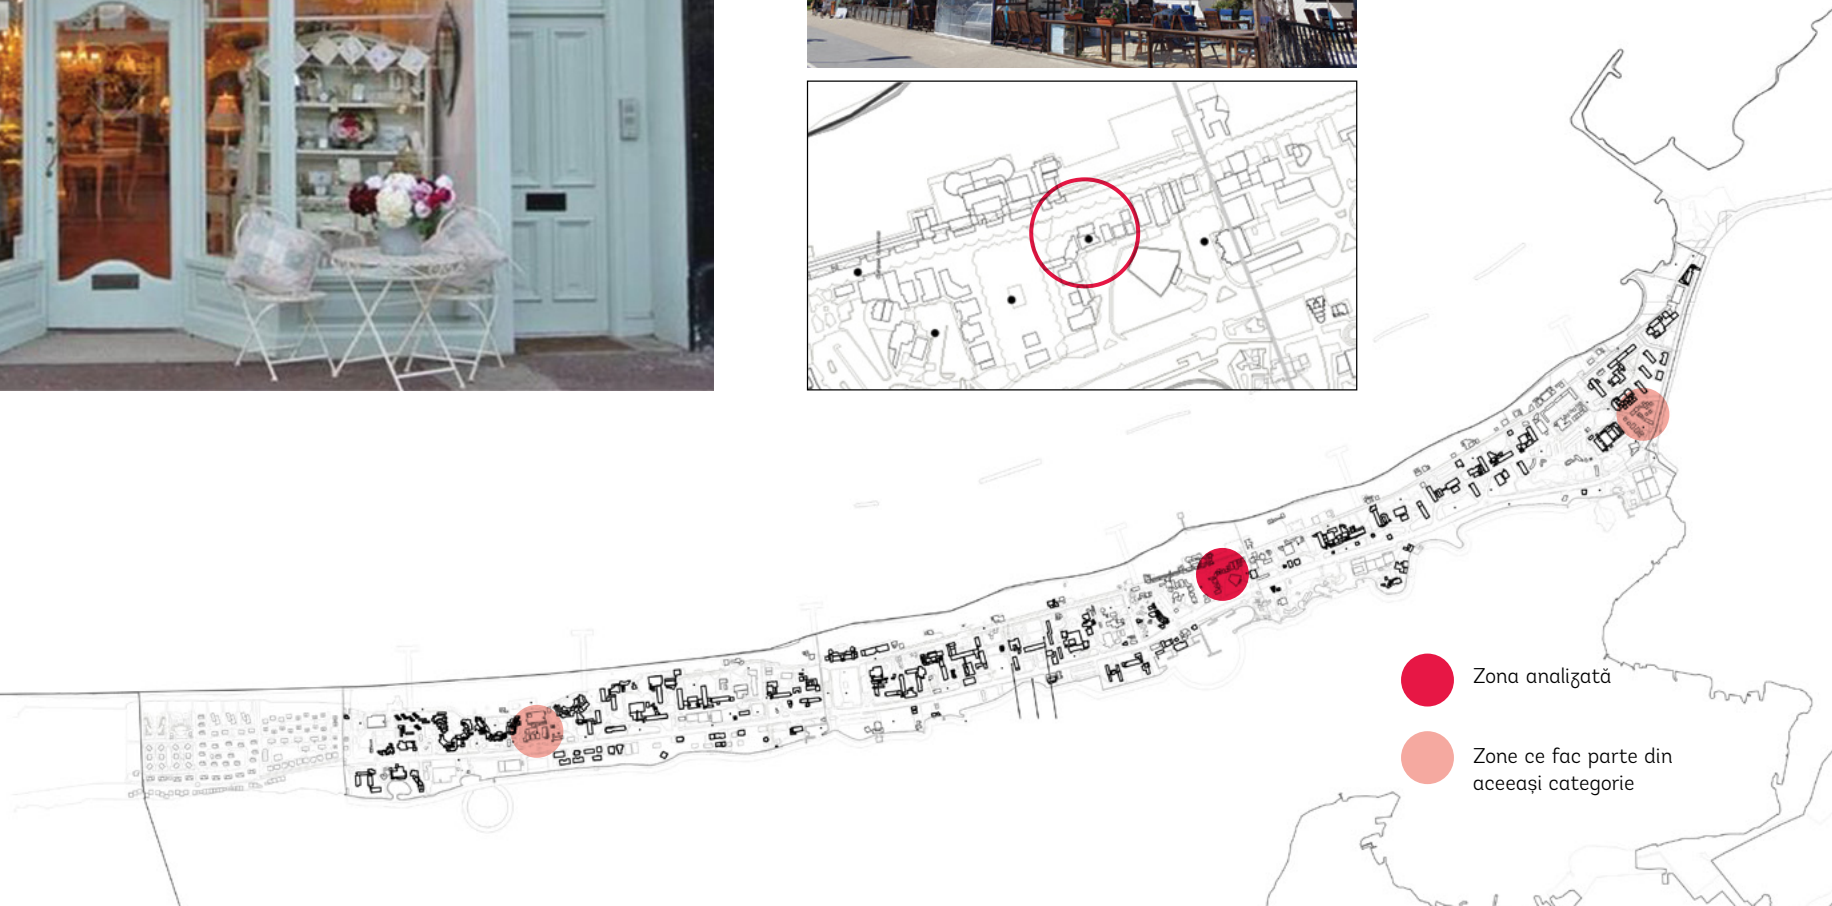 Zona analizată
Zone ce fac parte din
aceeași categorie